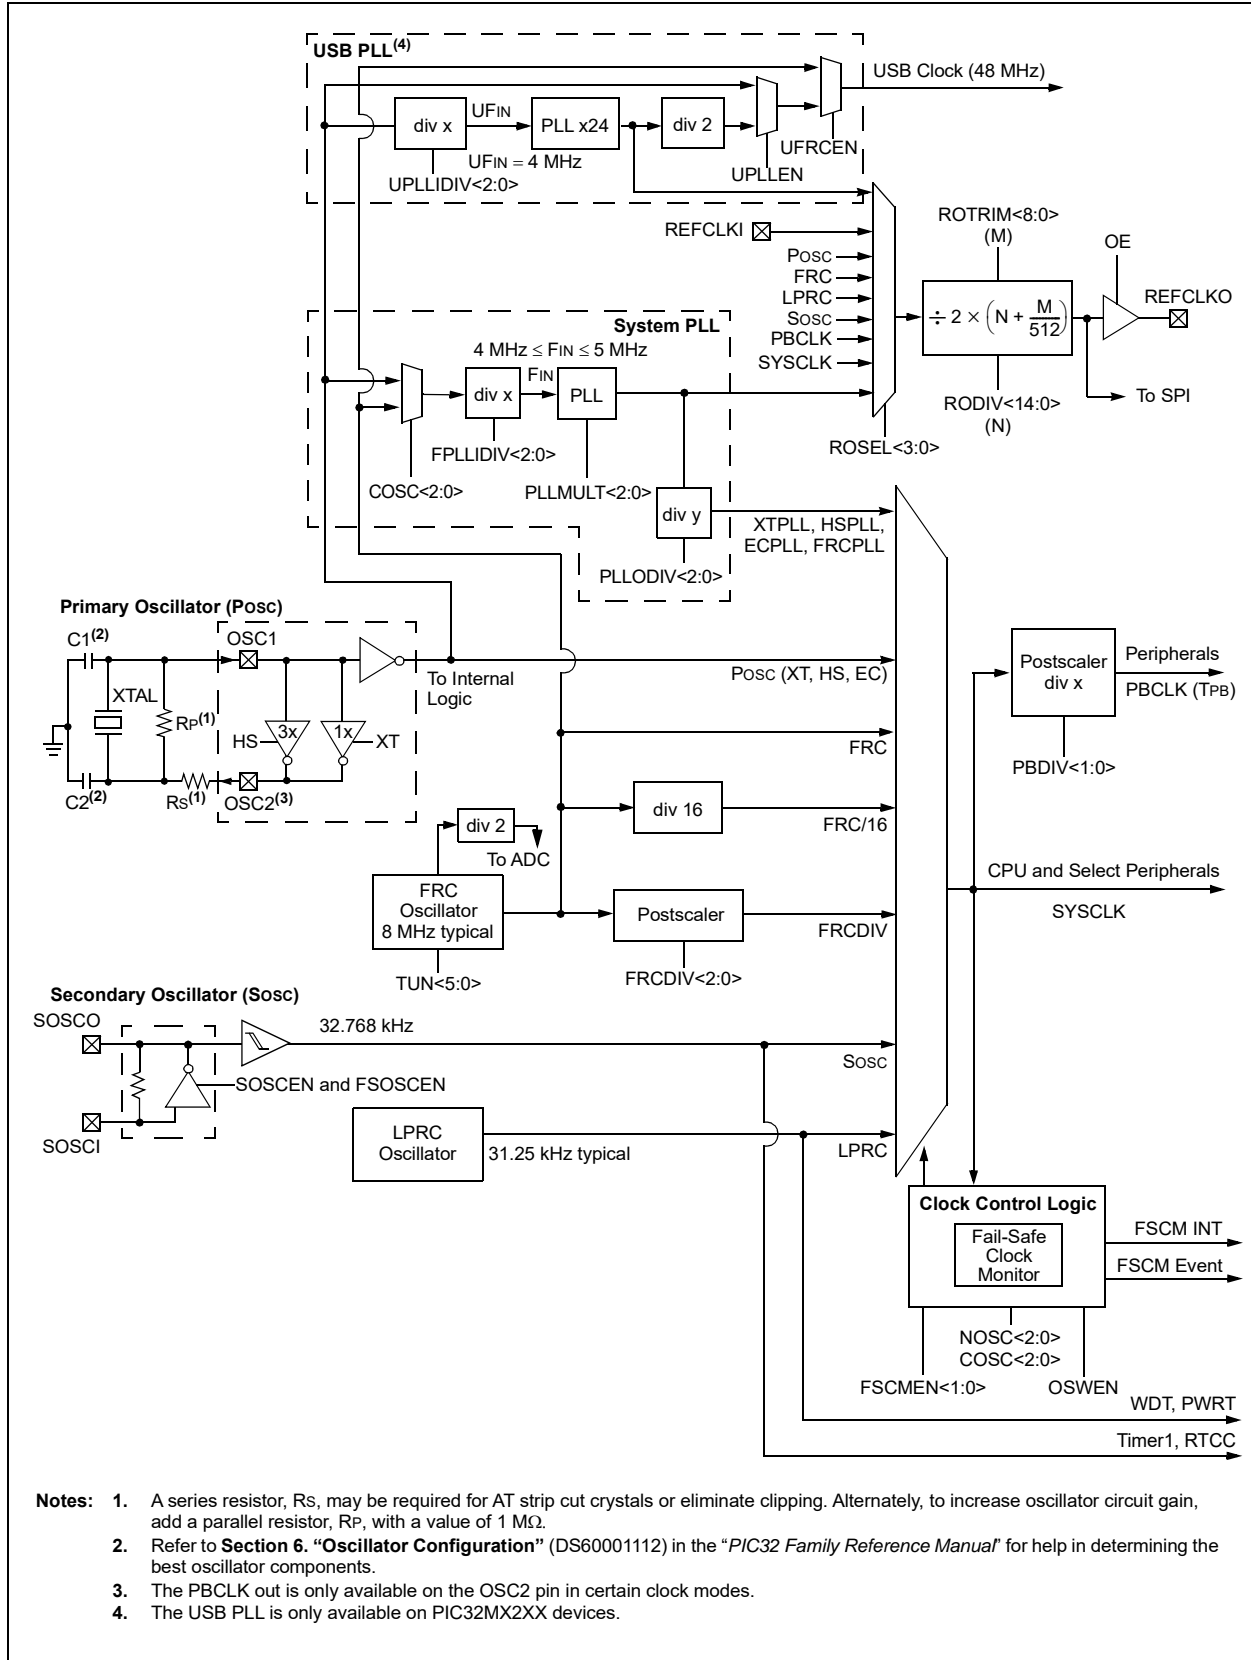 USB PLL(4)
USB Clock (48 MHz)
UFIN
div x
PLL x24
div 2
UFIN = 4 MHz
UFRCEN
UPLLEN
UPLLIDIV<2:0>
REFCLKI
POSC
FRC
LPRC
SOSC
PBCLK
SYSCLK
ROTRIM<8:0>
(M)
OE
REFCLKO
÷ 2 × (N + M/512)
To SPI
RODIV<14:0>
(N)
ROSEL<3:0>
System PLL
4 MHz ≤ FIN ≤ 5 MHz
FIN
div x
PLL
FPLLIDIV<2:0>
COSC<2:0>
PLLMULT<2:0>
div y
XTPLL, HSPLL,
ECPLL, FRCPLL
PLLODIV<2:0>
Primary Oscillator (POSC)
C1(2)
OSC1
XTAL
RP(1)
3x
1x
HS
XT
C2(2)
RS(1)
OSC2(3)
To Internal
Logic
POSC (XT, HS, EC)
Postscaler
div x
Peripherals
PBCLK (TPB)
PBDIV<1:0>
FRC
div 16
FRC/16
div 2
To ADC
FRC
Oscillator
8 MHz typical
TUN<5:0>
Postscaler
FRCDIV
FRCDIV<2:0>
CPU and Select Peripherals
SYSCLK
Secondary Oscillator (SOSC)
SOSCO
32.768 kHz
SOSC
SOSCEN and FSOSCEN
SOSCI
LPRC
Oscillator
31.25 kHz typical
LPRC
Clock Control Logic
Fail-Safe
Clock
Monitor
FSCM INT
FSCM Event
NOSC<2:0>
COSC<2:0>
FSCMEN<1:0>
OSWEN
WDT, PWRT
Timer1, RTCC
Notes: 1. A series resistor, RS, may be required for AT strip cut crystals or eliminate clipping. Alternately, to increase oscillator circuit gain,
add a parallel resistor, RP, with a value of 1 MΩ.
2. Refer to Section 6. “Oscillator Configuration” (DS60001112) in the “PIC32 Family Reference Manual” for help in determining the
best oscillator components.
3. The PBCLK out is only available on the OSC2 pin in certain clock modes.
4. The USB PLL is only available on PIC32MX2XX devices.